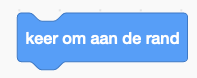 keer om aan de rand